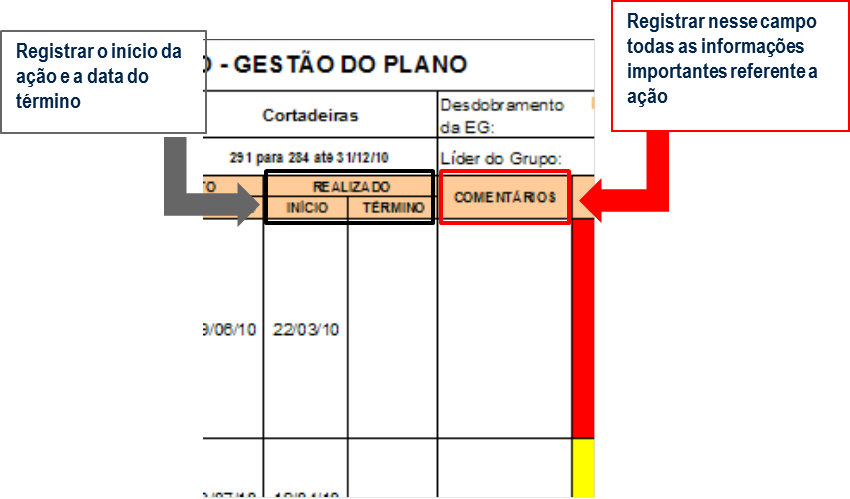 Registrar o início da
ação e a data do
término
Registrar nesse campo
todas as informações
importantes referente a
ação
- GESTÃO DO PLANO
Cortadeiras
Desdobramento
da EG:
291 para 284 até 31/12/10
Líder do Grupo:
TO
REALIZADO
COMENTÁRIOS
INÍCIO
TÉRMINO
9/06/10
22/03/10